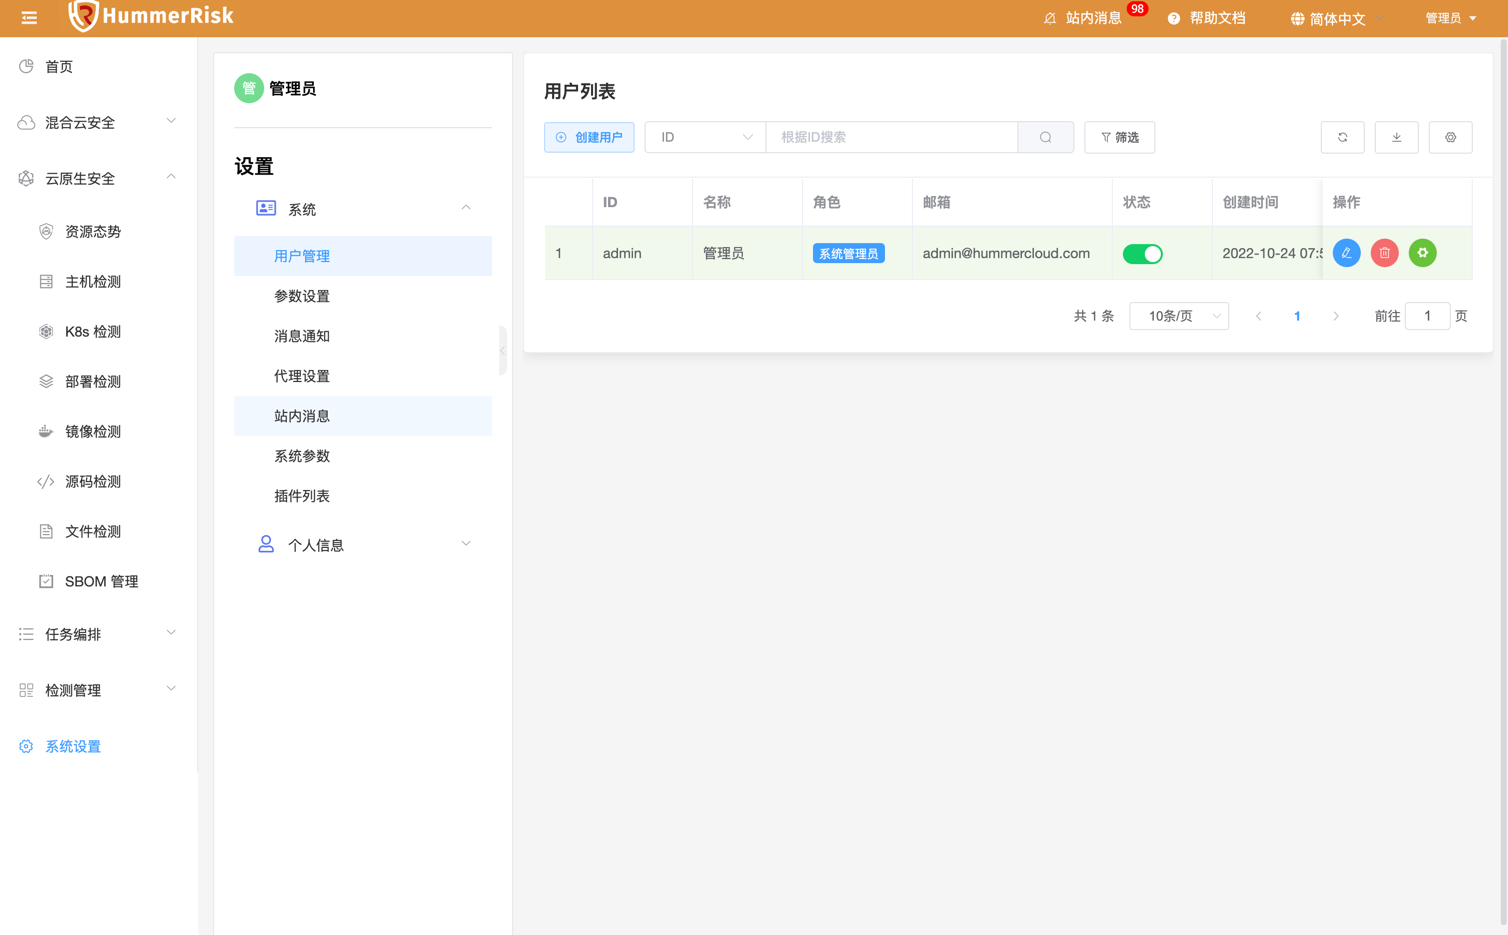 HummerRisk
站内消息
98
帮助文档
简体中文
管理员
首页
混合云安全
云原生安全
资源态势
主机检测
K8s 检测
部署检测
镜像检测
源码检测
文件检测
SBOM 管理
任务编排
检测管理
系统设置
管 管理员
设置
系统
用户管理
参数设置
消息通知
代理设置
站内消息
系统参数
插件列表
个人信息
用户列表
创建用户 ID 根据ID搜索 筛选
ID 名称 角色 邮箱 状态 创建时间 操作
1 admin 管理员 系统管理员 admin@hummercloud.com 2022-10-24 07:5
共 1 条 10条/页 1 前往 1 页